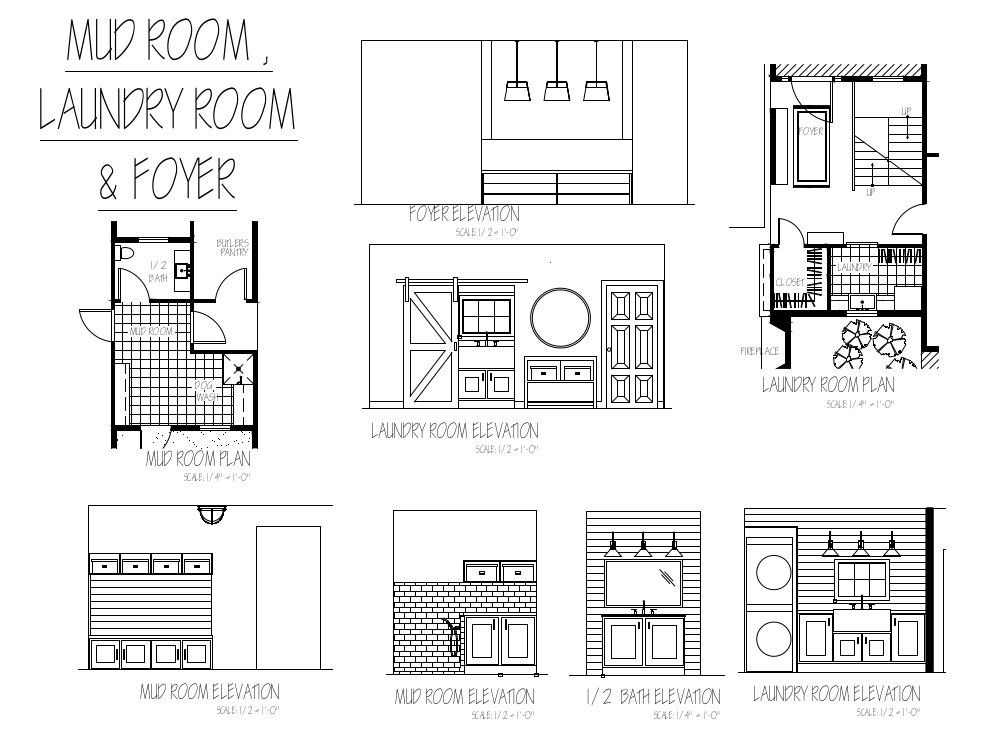 MUD ROOM ,
LAUNDRY ROOM
& FOYER
FOYER ELEVATION
SCALE: 1/2 = 1'-0"
UP
FOYER
UP
CLOSET
LAUNDRY
FIREPLACE
LAUNDRY ROOM PLAN
SCALE: 1/4" = 1'-0"
BUTLERS
PANTRY
1/2
BATH
MUD ROOM
DOG
WASH
MUD ROOM PLAN
SCALE: 1/4" = 1'-0"
LAUNDRY ROOM ELEVATION
SCALE: 1/2 = 1'-0"
MUD ROOM ELEVATION
SCALE: 1/2 = 1'-0"
MUD ROOM ELEVATION
SCALE: 1/2 = 1'-0"
1/2 BATH ELEVATION
SCALE: 1/4" = 1'-0"
LAUNDRY ROOM ELEVATION
SCALE: 1/2 = 1'-0"